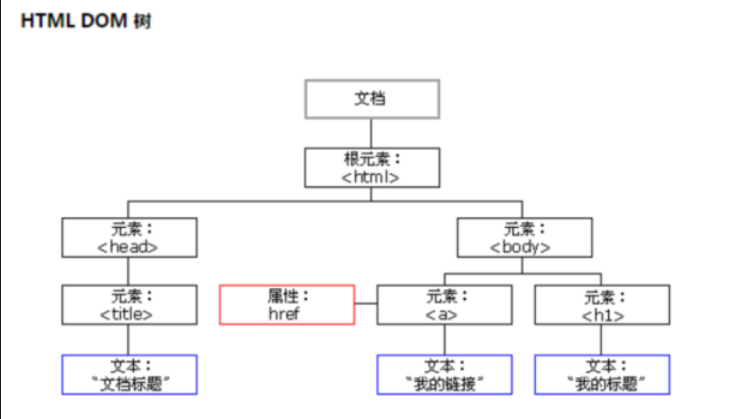 HTML DOM 树
文档
根元素：
<html>
元素：
<head>
元素：
<body>
元素：
<title>
属性：
href
元素：
<a>
元素：
<h1>
文本：
“文档标题”
文本：
“我的链接”
文本：
“我的标题”